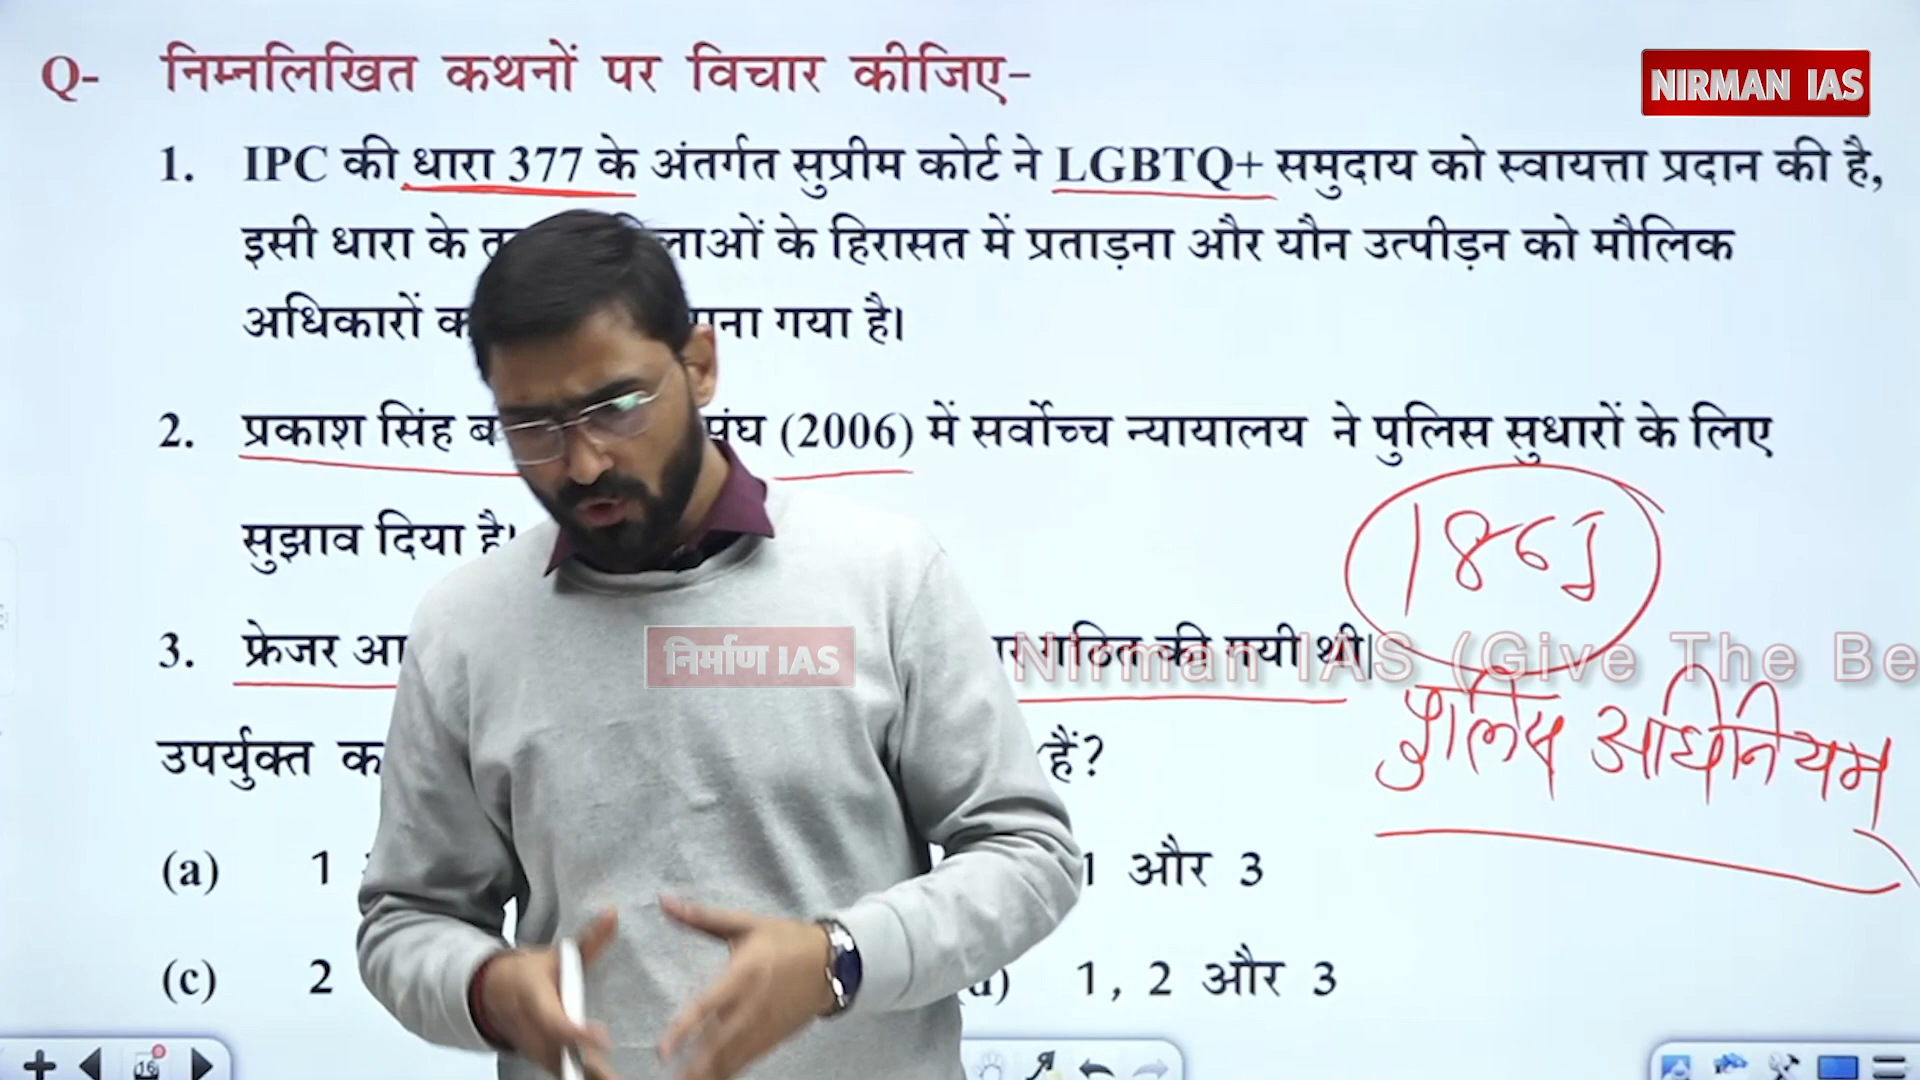 Q- निम्नलिखित कथनों पर विचार कीजिए-
NIRMAN IAS
1. IPC की धारा 377 के अंतर्गत सुप्रीम कोर्ट ने LGBTQ+ समुदाय को स्वायत्ता प्रदान की है,
इसी धारा के के हिरासत में प्रताड़ना और यौन उत्पीड़न को मौलिक
अधिकारों गया है।
2. प्रकाश सिंह (2006) में सर्वोच्च न्यायालय ने पुलिस सुधारों के लिए
सुझाव दिया है।
1861
3. फ्रेजर गठित की गयी थी|
निर्माण IAS
Nirman IAS (Give The Be
पुलिस अधिनियम
उपर्युक्त हैं?
(a) 1 1 और 3
(c) 2 1, 2 और 3
16